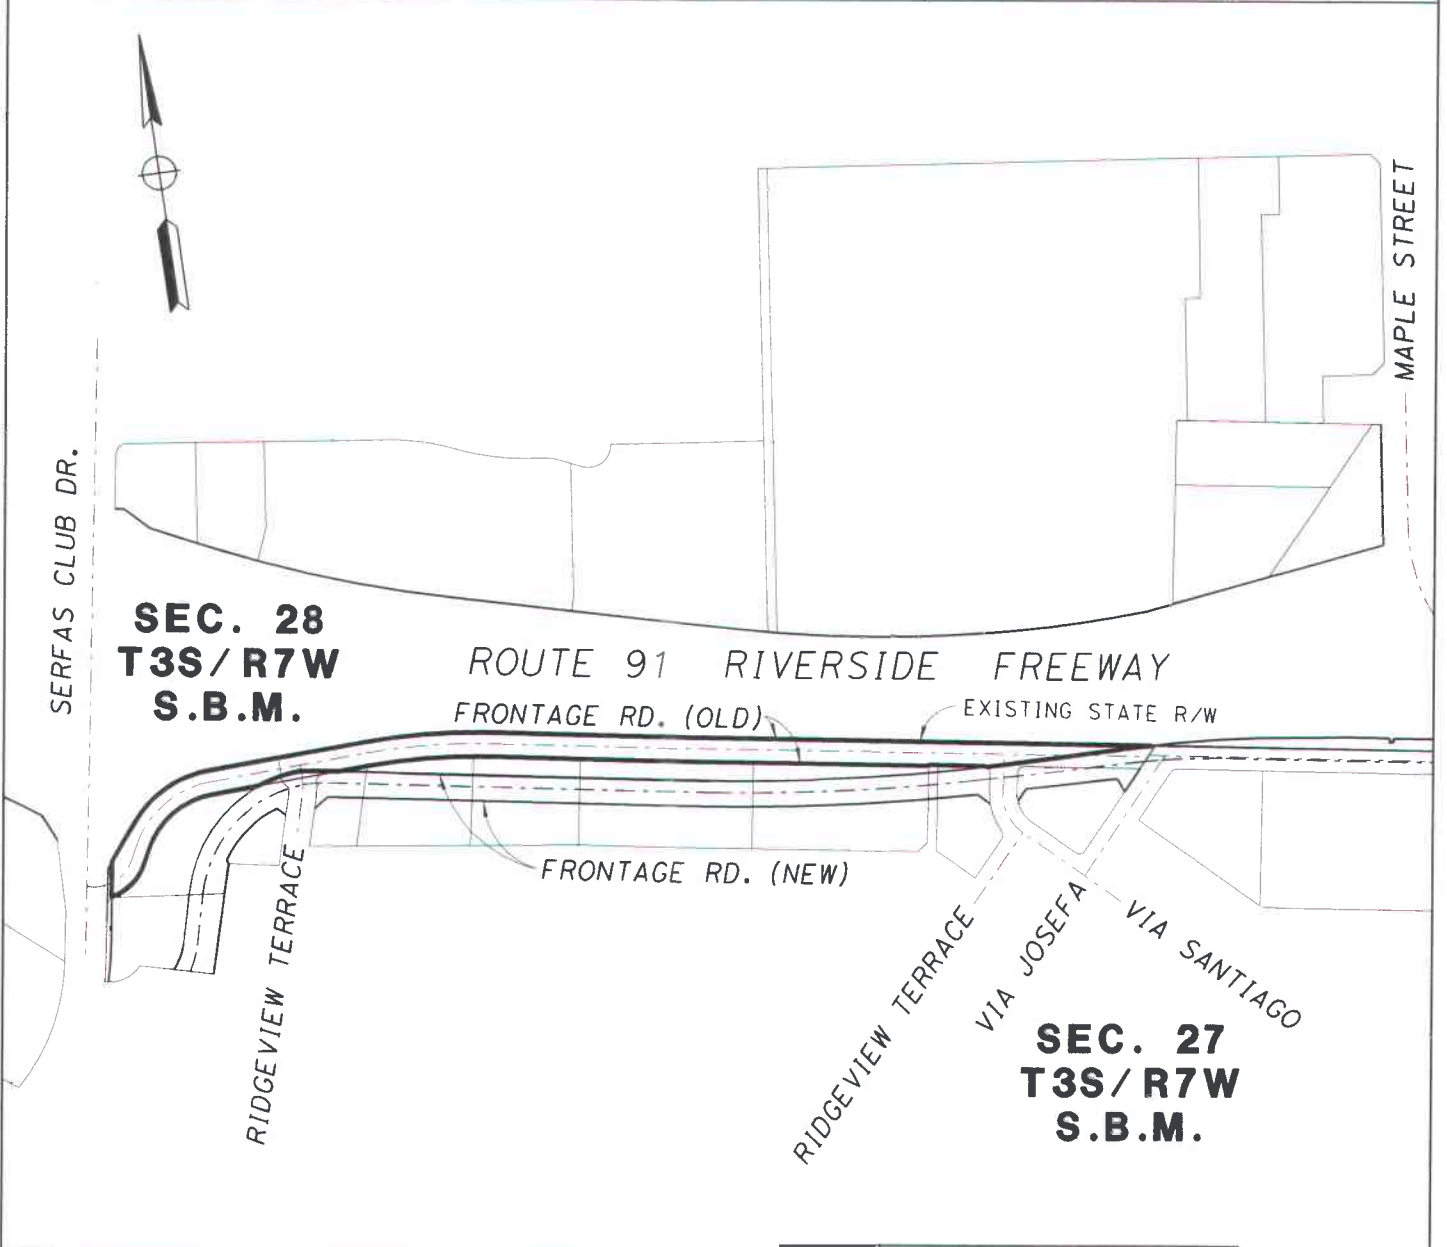 MAPLE STREET
SERFAS CLUB DR.
SEC. 28
T3S/R7W
S.B.M.
ROUTE 91 RIVERSIDE FREEWAY
FRONTAGE RD. (OLD)
EXISTING STATE R/W
FRONTAGE RD. (NEW)
RIDGEVIEW TERRACE
RIDGEVIEW TERRACE
VIA JOSEFA
VIA SANTIAGO
SEC. 27
T3S/R7W
S.B.M.